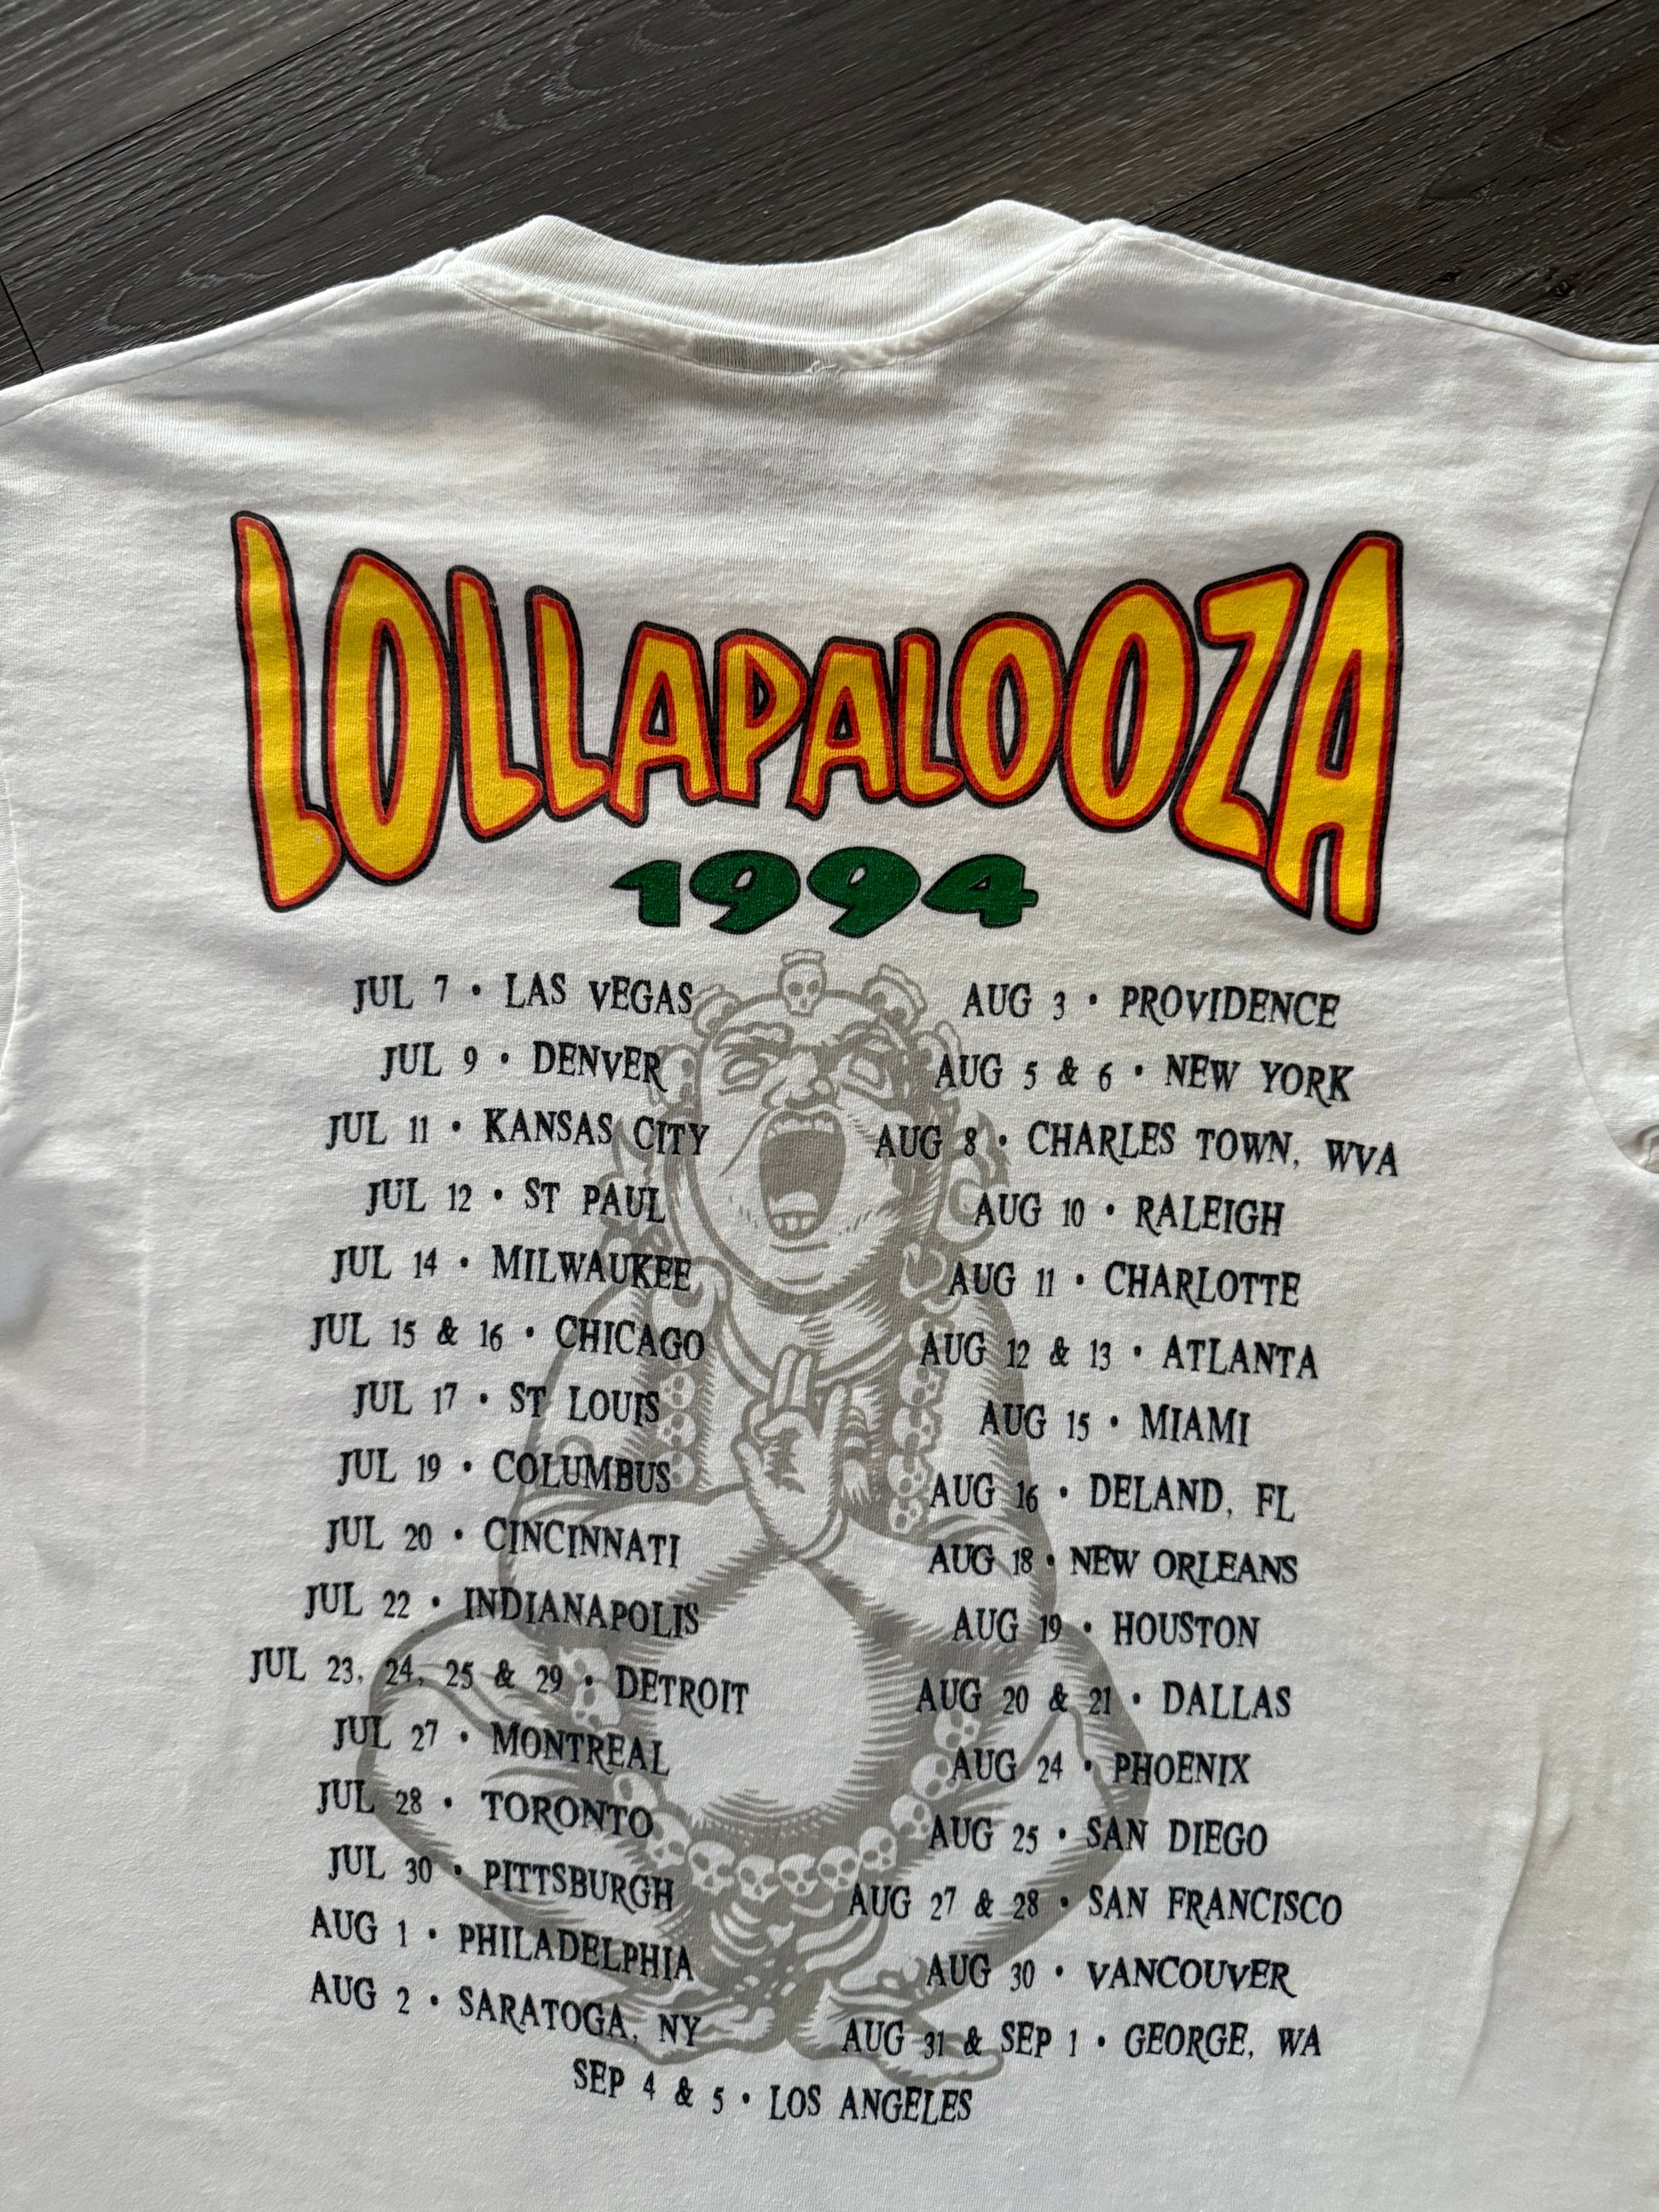 LOLLAPALOOZA
1994
JUL 7 • LAS VEGAS
JUL 9 • DENVER
JUL 11 • KANSAS CITY
JUL 12 • ST PAUL
JUL 14 • MILWAUKEE
JUL 15 & 16 • CHICAGO
JUL 17 • ST LOUIS
JUL 19 • COLUMBUS
JUL 20 • CINCINNATI
JUL 22 • INDIANAPOLIS
JUL 23, 24, 25 & 29 • DETROIT
JUL 27 • MONTREAL
JUL 28 • TORONTO
JUL 30 • PITTSBURGH
AUG 1 • PHILADELPHIA
AUG 2 • SARATOGA, NY
AUG 3 • PROVIDENCE
AUG 5 & 6 • NEW YORK
AUG 8 • CHARLES TOWN, WVA
AUG 10 • RALEIGH
AUG 11 • CHARLOTTE
AUG 12 & 13 • ATLANTA
AUG 15 • MIAMI
AUG 16 • DELAND, FL
AUG 18 • NEW ORLEANS
AUG 19 • HOUSTON
AUG 20 & 21 • DALLAS
AUG 24 • PHOENIX
AUG 25 • SAN DIEGO
AUG 27 & 28 • SAN FRANCISCO
AUG 30 • VANCOUVER
AUG 31 & SEP 1 • GEORGE, WA
SEP 4 & 5 • LOS ANGELES